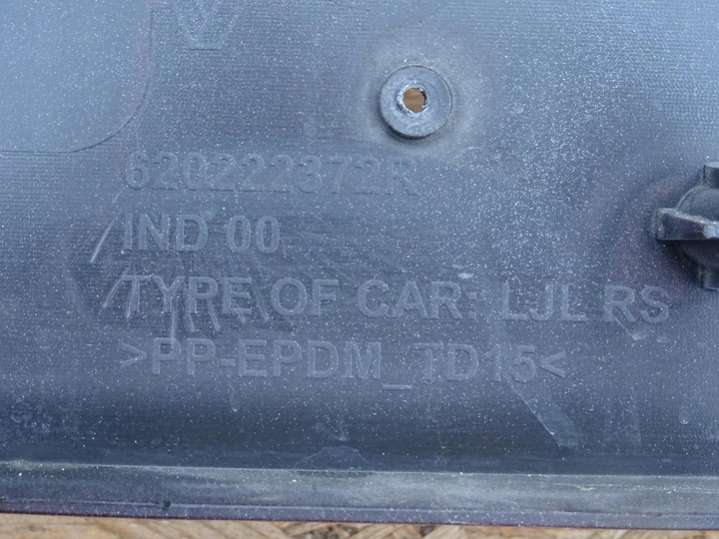 620222372R
IND 00
TYPE OF CAR: LJL RS
>PP-EPDM_TD15<